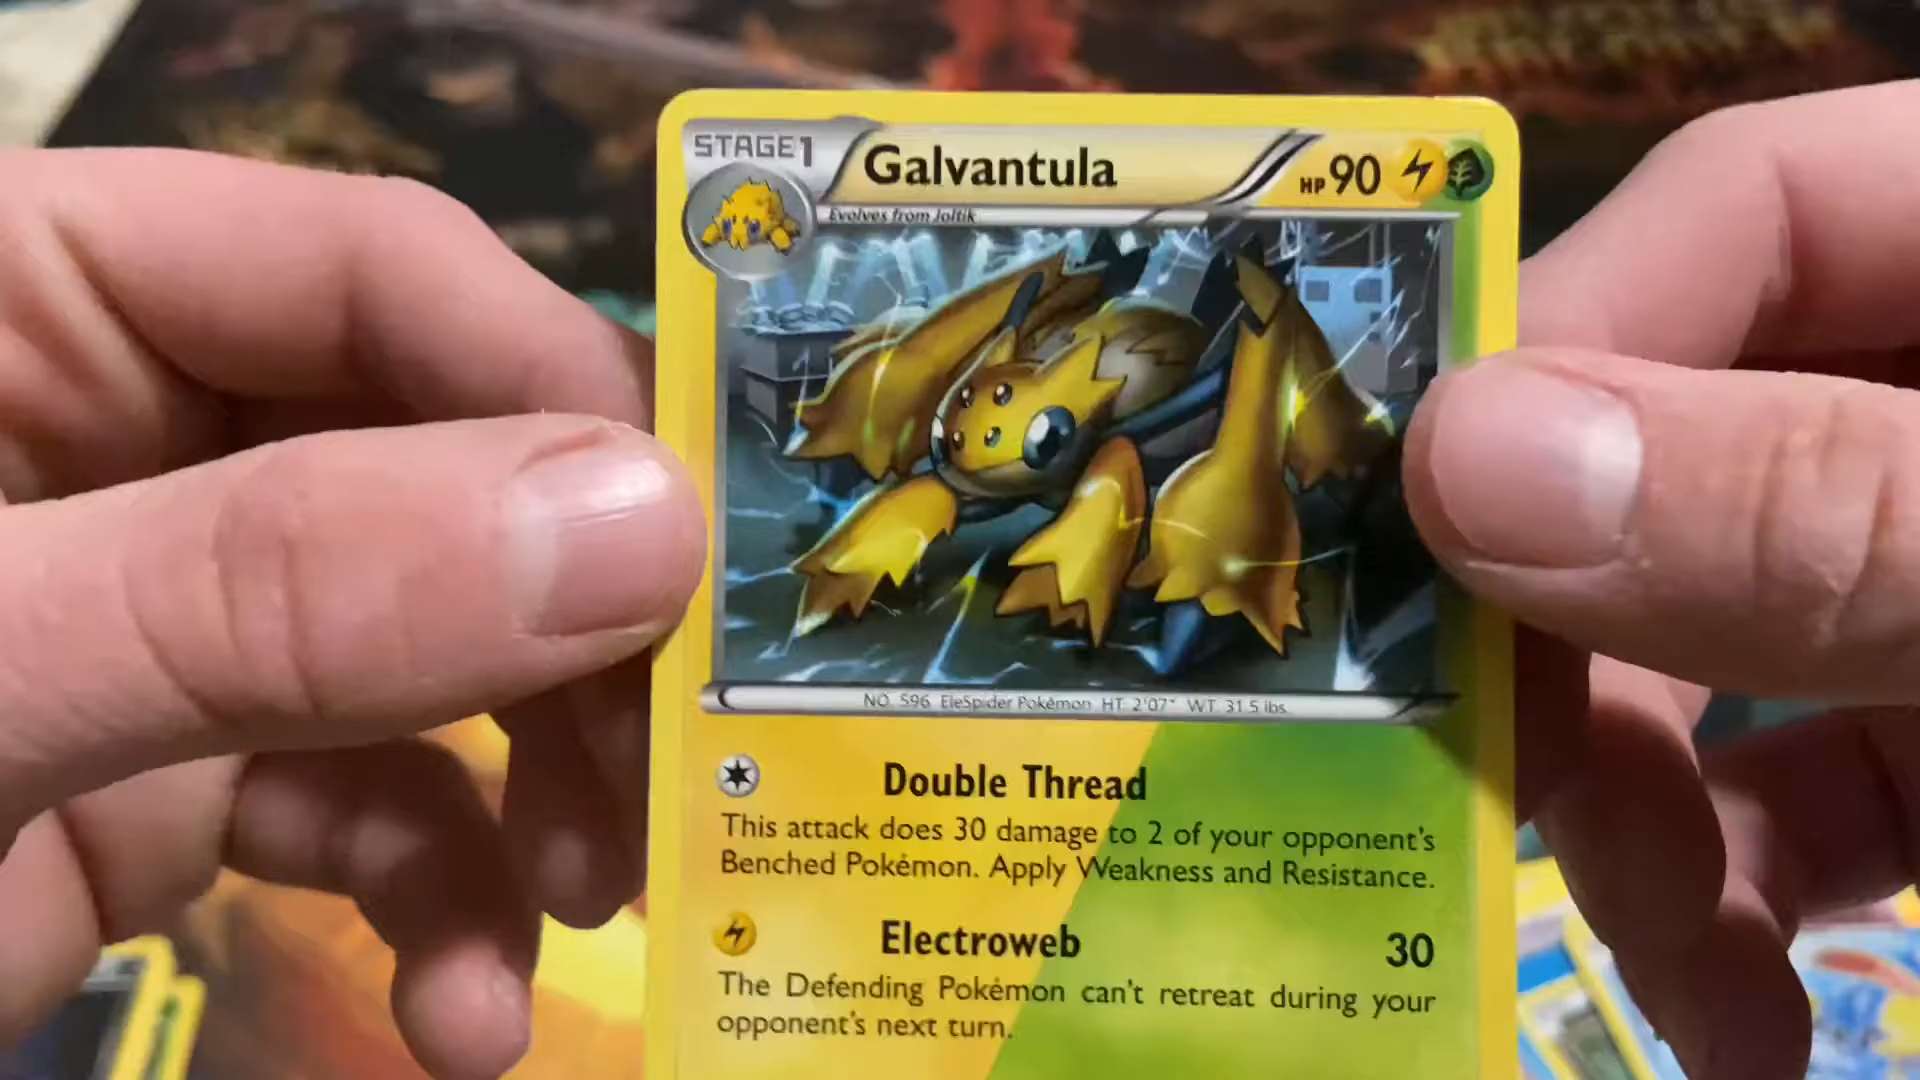 STAGE1
Galvantula
HP 90
Evolves from Joltik
NO. 596 EleSpider Pokémon HT: 2'07" WT: 31.5 lbs.
Double Thread
This attack does 30 damage to 2 of your opponent's
Benched Pokémon. Apply Weakness and Resistance.
Electroweb 30
The Defending Pokémon can't retreat during your
opponent's next turn.